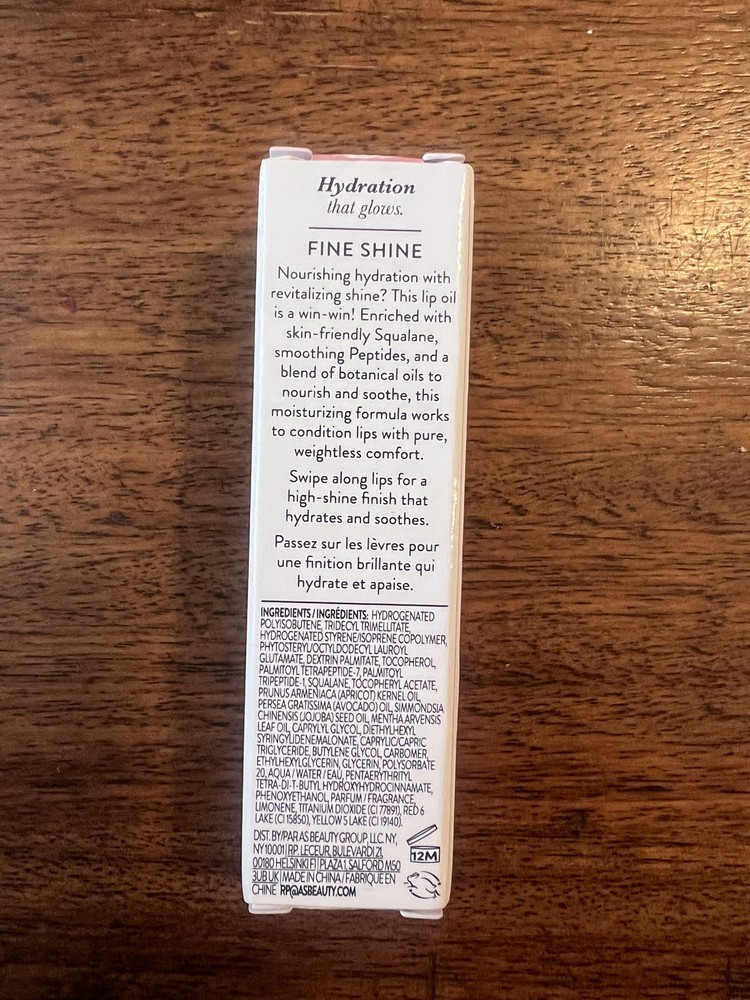 Hydration
that glows.
FINE SHINE
Nourishing hydration with
revitalizing shine? This lip oil
is a win-win! Enriched with
skin-friendly Squalane,
smoothing Peptides, and a
blend of botanical oils to
nourish and soothe, this
moisturizing formula works
to condition lips with pure,
weightless comfort.
Swipe along lips for a
high-shine finish that
hydrates and soothes.
Passez sur les lèvres pour
une finition brillante qui
hydrate et apaise.
INGREDIENTS / INGRÉDIENTS: HYDROGENATED
POLYISOBUTENE, TRIDECYL TRIMELLITATE,
HYDROGENATED STYRENE/ISOPRENE COPOLYMER,
PHYTOSTERYL/OCTYLDODECYL LAUROYL
GLUTAMATE, DEXTRIN PALMITATE, TOCOPHEROL,
PALMITOYL TETRAPEPTIDE-7, PALMITOYL
TRIPEPTIDE-1, SQUALANE, TOCOPHERYL ACETATE,
PRUNUS ARMENIACA (APRICOT) KERNEL OIL,
PERSEA GRATISSIMA (AVOCADO) OIL, SIMMONDSIA
CHINENSIS (JOJOBA) SEED OIL, MENTHA ARVENSIS
LEAF OIL, CAPRYLYL GLYCOL, DIETHYLHEXYL
SYRINGYLIDENEMALONATE, CAPRYLIC/CAPRIC
TRIGLYCERIDE, BUTYLENE GLYCOL, CARBOMER,
ETHYLHEXYLGLYCERIN, GLYCERIN, POLYSORBATE
20, AQUA / WATER / EAU, PENTAERYTHRITYL
TETRA-DI-T-BUTYL HYDROXYHYDROCINNAMATE,
PHENOXYETHANOL, PARFUM / FRAGRANCE,
LIMONENE, TITANIUM DIOXIDE (CI 77891), RED 6
LAKE (CI 15850), YELLOW 5 LAKE (CI 19140).
DIST. BY/PAR AS BEAUTY GROUP, LLC. NY,
NY 10001 | RP. LECEUR, BULEVARDI 21,
00180 HELSINKI FI | PLAZA 1, SALFORD M50
3UB UK | MADE IN CHINA / FABRIQUÉ EN
CHINE RP@ASBEAUTY.COM
12M